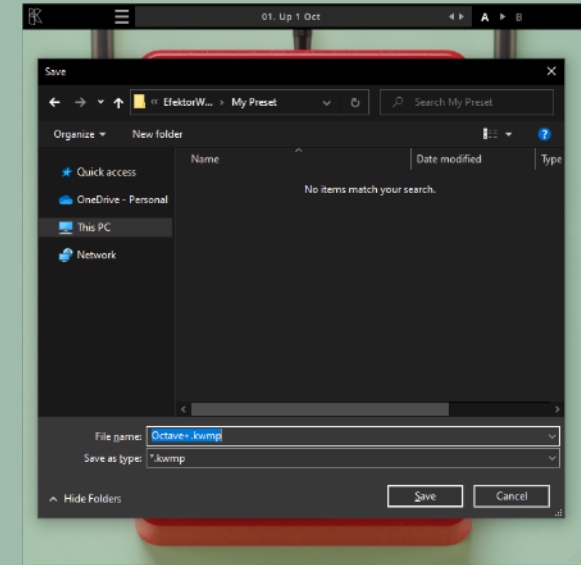 01. Up 1 Oct
A
B
Save
« EfektorW... › My Preset
Search My Preset
Organize
New folder
Name
Date modified
Type
Quick access
No items match your search.
OneDrive - Personal
This PC
Network
File name: Octave+.kwmp
Save as type: *.kwmp
Hide Folders
Save
Cancel